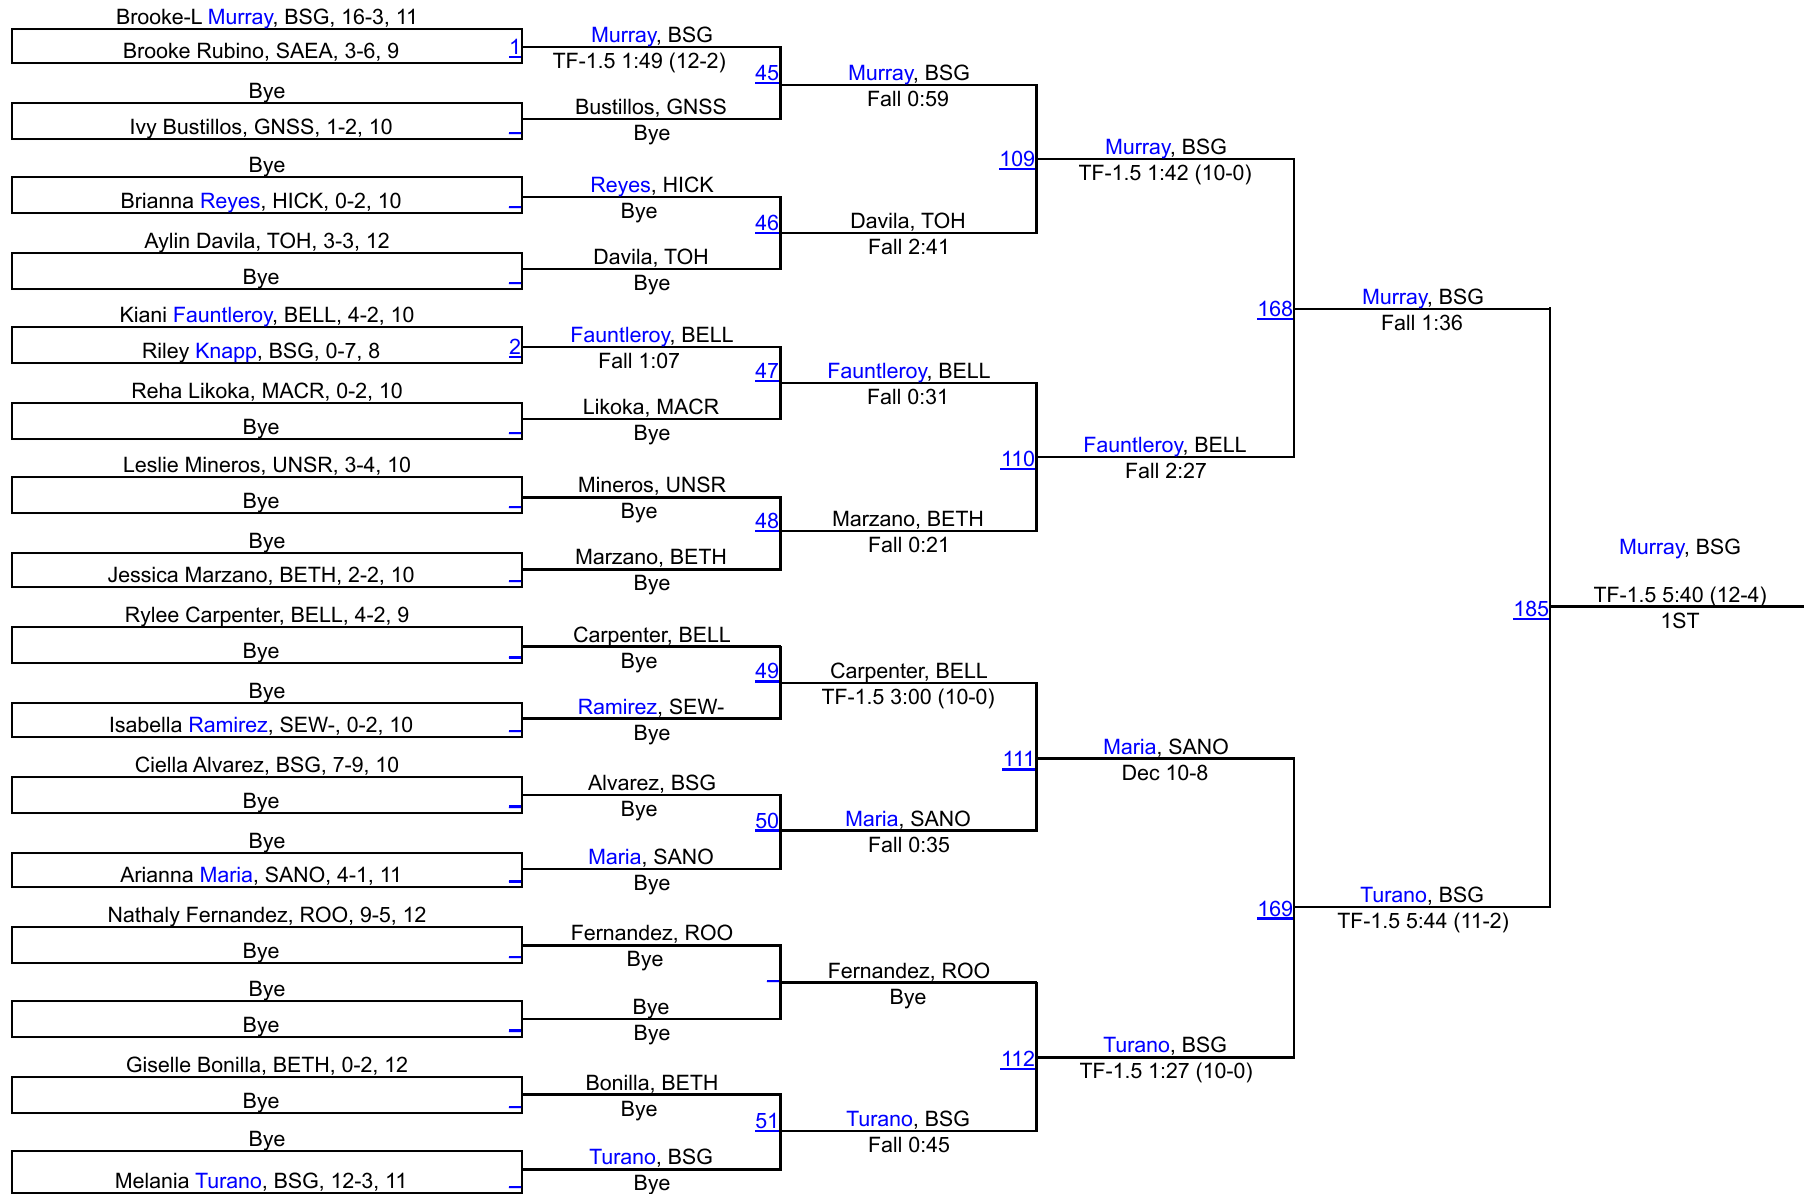 Brooke-L Murray, BSG, 16-3, 11
Brooke Rubino, SAEA, 3-6, 9
1
Bye
Ivy Bustillos, GNSS, 1-2, 10
Bye
Brianna Reyes, HICK, 0-2, 10
Aylin Davila, TOH, 3-3, 12
Bye
Kiani Fauntleroy, BELL, 4-2, 10
Riley Knapp, BSG, 0-7, 8
2
Reha Likoka, MACR, 0-2, 10
Bye
Leslie Mineros, UNSR, 3-4, 10
Bye
Bye
Jessica Marzano, BETH, 2-2, 10
Rylee Carpenter, BELL, 4-2, 9
Bye
Bye
Isabella Ramirez, SEW-, 0-2, 10
Ciella Alvarez, BSG, 7-9, 10
Bye
Bye
Arianna Maria, SANO, 4-1, 11
Nathaly Fernandez, ROO, 9-5, 12
Bye
Bye
Bye
Giselle Bonilla, BETH, 0-2, 12
Bye
Bye
Melania Turano, BSG, 12-3, 11
Murray, BSG
TF-1.5 1:49 (12-2)
45
Bustillos, GNSS
Bye
Reyes, HICK
Bye
46
Davila, TOH
Bye
Fauntleroy, BELL
Fall 1:07
47
Likoka, MACR
Bye
Mineros, UNSR
Bye
48
Marzano, BETH
Bye
Carpenter, BELL
Bye
49
Ramirez, SEW-
Bye
Alvarez, BSG
Bye
50
Maria, SANO
Bye
Fernandez, ROO
Bye
Bye
Bye
Bonilla, BETH
Bye
51
Turano, BSG
Bye
Murray, BSG
Fall 0:59
109
Davila, TOH
Fall 2:41
Fauntleroy, BELL
Fall 0:31
110
Marzano, BETH
Fall 0:21
Carpenter, BELL
TF-1.5 3:00 (10-0)
111
Maria, SANO
Fall 0:35
Fernandez, ROO
Bye
112
Turano, BSG
Fall 0:45
Murray, BSG
TF-1.5 1:42 (10-0)
168
Fauntleroy, BELL
Fall 2:27
Maria, SANO
Dec 10-8
169
Turano, BSG
TF-1.5 1:27 (10-0)
Murray, BSG
Fall 1:36
185
Turano, BSG
TF-1.5 5:44 (11-2)
Murray, BSG
TF-1.5 5:40 (12-4)
1ST